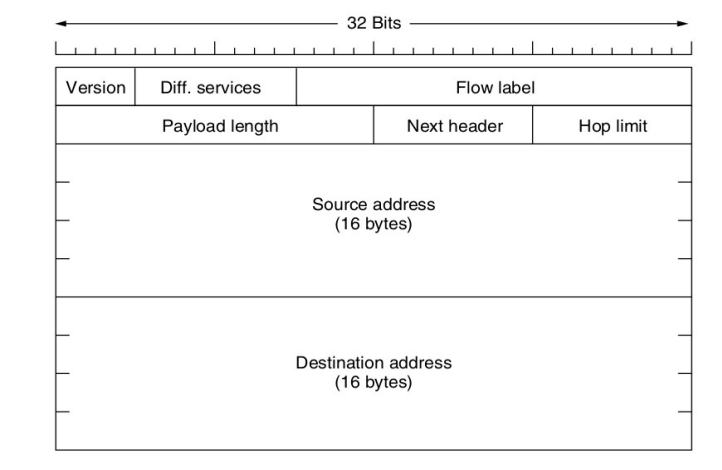 32 Bits
Version Diff. services Flow label
Payload length Next header Hop limit
Source address
(16 bytes)
Destination address
(16 bytes)